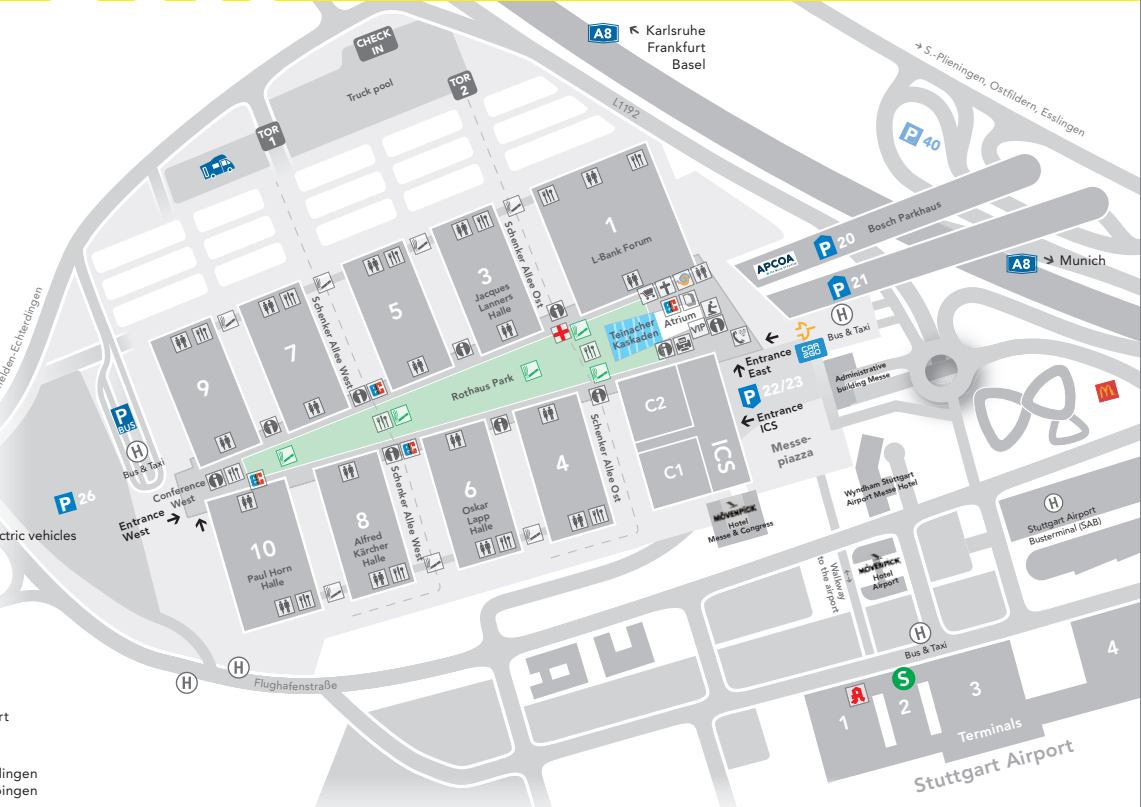 A8
Karlsruhe
Frankfurt
Basel
S.-Plieningen, Ostfildern, Esslingen
CHECK
IN
Truck pool
TOR
2
TOR
1
L1192
P 40
Bosch Parkhaus
P 20
APCOA
P 21
A8
Munich
H
Bus & Taxi
1
L-Bank Forum
Schenker Allee Ost
3
Jacques
Lanners
Halle
5
Schenker Allee West
7
9
P
BUS
H
Bus & Taxi
Teinacher
Kaskaden
Atrium
VIP
Rothaus Park
Entrance
East
CAR
2GO
P 22/23
Entrance
ICS
Administrative
building Messe
Messe-
piazza
C2
C1
ICS
4
Schenker Allee Ost
6
Oskar
Lapp
Halle
Schenker Allee West
8
Alfred
Kärcher
Halle
10
Paul Horn
Halle
Conference
West
Entrance
West
P 26
ctric vehicles
elden-Echterdingen
MÖVENPICK
Hotel
Messe & Congress
Wyndham Stuttgart
Airport Messe Hotel
Walkway
to the airport
MÖVENPICK
Hotel
Airport
H
Stuttgart Airport
Busterminal (SAB)
H
Bus & Taxi
S
H
H
Flughafenstraße
1
2
3
4
Terminals
Stuttgart Airport
rt
lingen
bingen